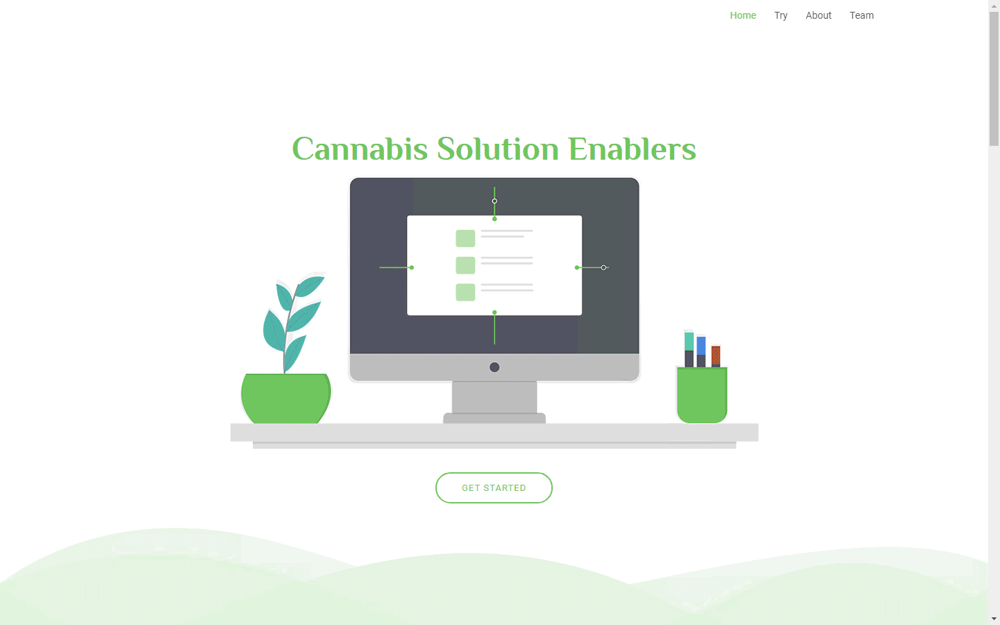 Home Try About Team
Cannabis Solution Enablers
GET STARTED